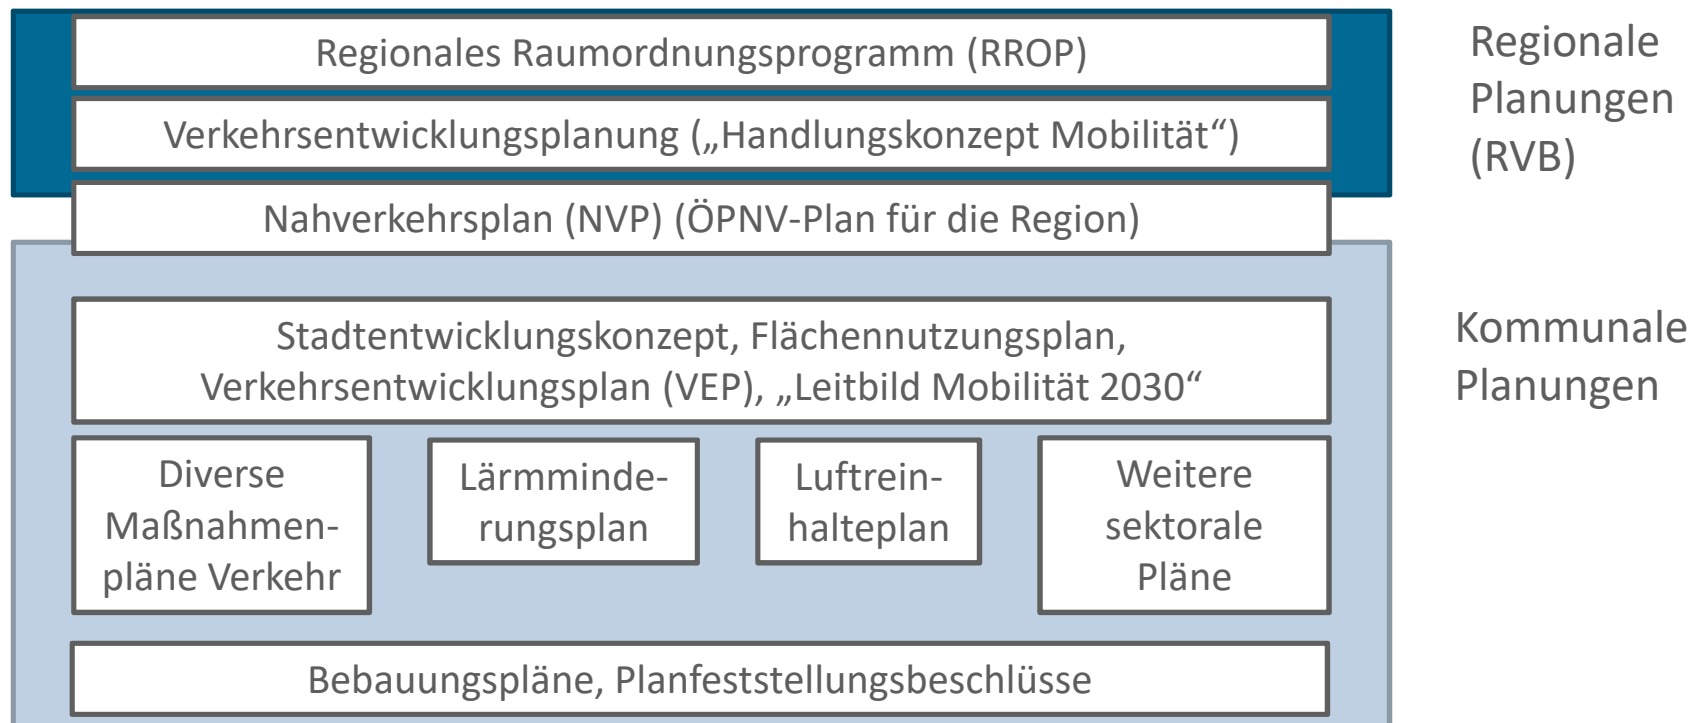 Regionales Raumordnungsprogramm (RROP)
Verkehrsentwicklungsplanung („Handlungskonzept Mobilität“)
Nahverkehrsplan (NVP) (ÖPNV-Plan für die Region)
Regionale
Planungen
(RVB)
Stadtentwicklungskonzept, Flächennutzungsplan,
Verkehrsentwicklungsplan (VEP), „Leitbild Mobilität 2030“
Kommunale
Planungen
Diverse
Maßnahmen-
pläne Verkehr
Lärmminde-
rungsplan
Luftrein-
halteplan
Weitere
sektorale
Pläne
Bebauungspläne, Planfeststellungsbeschlüsse